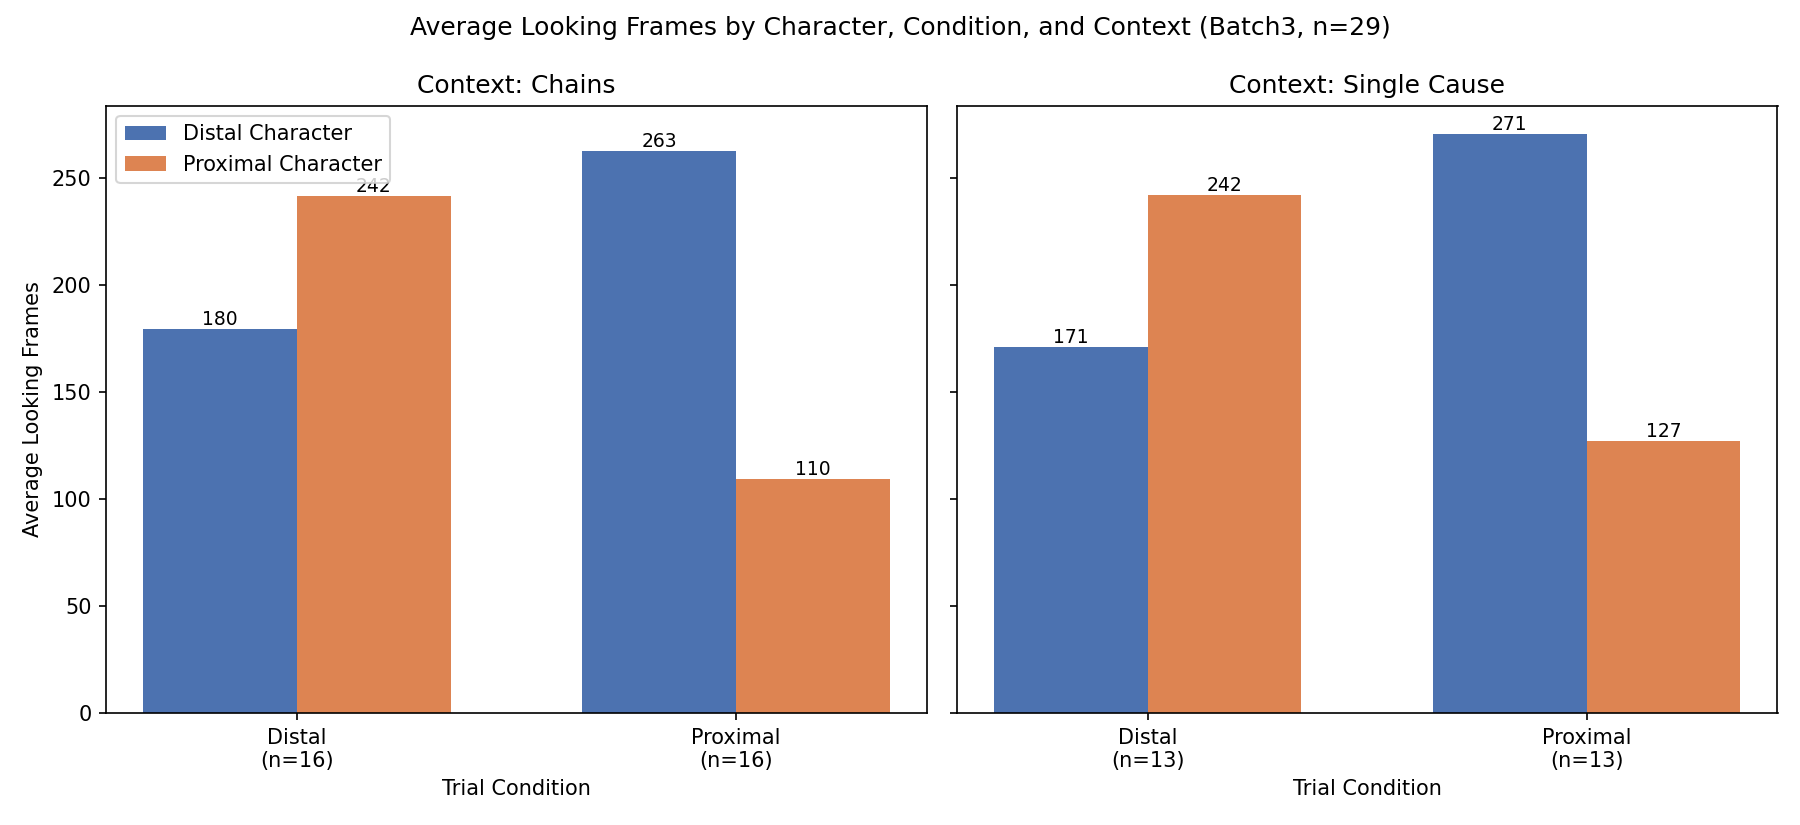 Average Looking Frames by Character, Condition, and Context (Batch3, n=29)
Context: Chains
Distal Character
Proximal Character
Average Looking Frames
250
200
150
100
50
0
180
242
263
110
Distal
(n=16)
Proximal
(n=16)
Trial Condition
Context: Single Cause
171
242
271
127
Distal
(n=13)
Proximal
(n=13)
Trial Condition